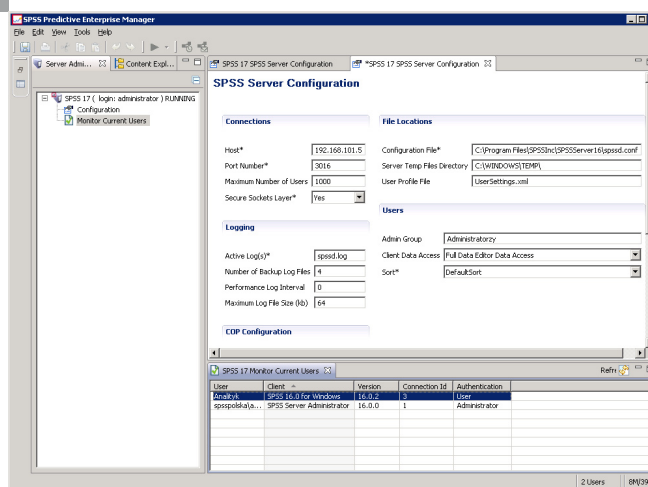 SPSS Predictive Enterprise Manager
File Edit View Tools Help
Server Admi... Content Expl...
SPSS 17 ( login: administrator ) RUNNING
Configuration
Monitor Current Users
SPSS 17 SPSS Server Configuration *SPSS 17 SPSS Server Configuration
SPSS Server Configuration
Connections
Host* 192.168.101.5
Port Number* 3016
Maximum Number of Users 1000
Secure Sockets Layer* Yes
Logging
Active Log(s)* spssd.log
Number of Backup Log Files 4
Performance Log Interval 0
Maximum Log File Size (kb) 64
COP Configuration
File Locations
Configuration File* C:\Program Files\SPSSInc\SPSSServer16\spssd.conf
Server Temp Files Directory C:\WINDOWS\TEMP\
User Profile File UserSettings.xml
Users
Admin Group Administratorzy
Client Data Access Full Data Editor Data Access
Sort* DefaultSort
SPSS 17 Monitor Current Users Refre
User Client Version Connection Id Authentication
Analityk SPSS 16.0 for Windows 16.0.2 3 User
spsspolska\a... SPSS Server Administrator 16.0.0 1 Administrator
2 Users 8M/39